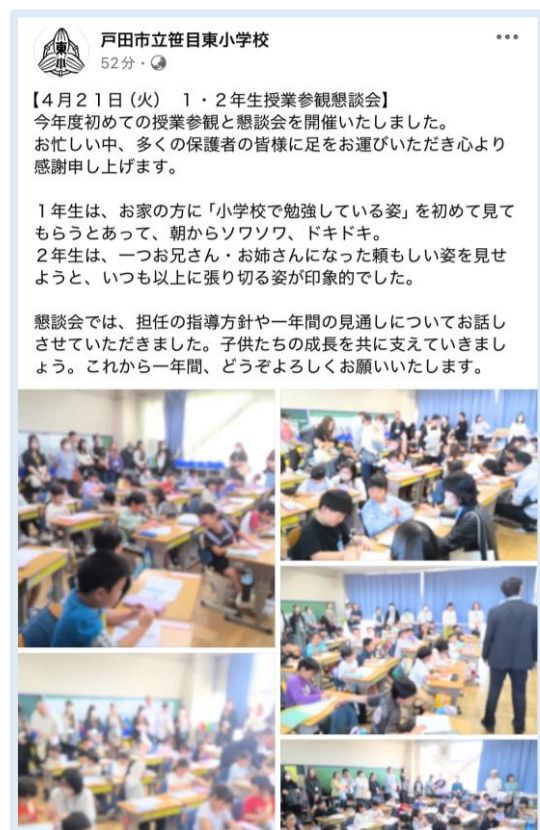 戸田市立笹目東小学校
52分・
東小
【４月２１日（火）　１・２年生授業参観懇談会】
今年度初めての授業参観と懇談会を開催いたしました。
お忙しい中、多くの保護者の皆様に足をお運びいただき心より
感謝申し上げます。
１年生は、お家の方に「小学校で勉強している姿」を初めて見て
もらうとあって、朝からソワソワ、ドキドキ。
２年生は、一つお兄さん・お姉さんになった頼もしい姿を見せ
ようと、いつも以上に張り切る姿が印象的でした。
懇談会では、担任の指導方針や一年間の見通しについてお話し
させていただきました。子供たちの成長を共に支えていきまし
ょう。これから一年間、どうぞよろしくお願いいたします。